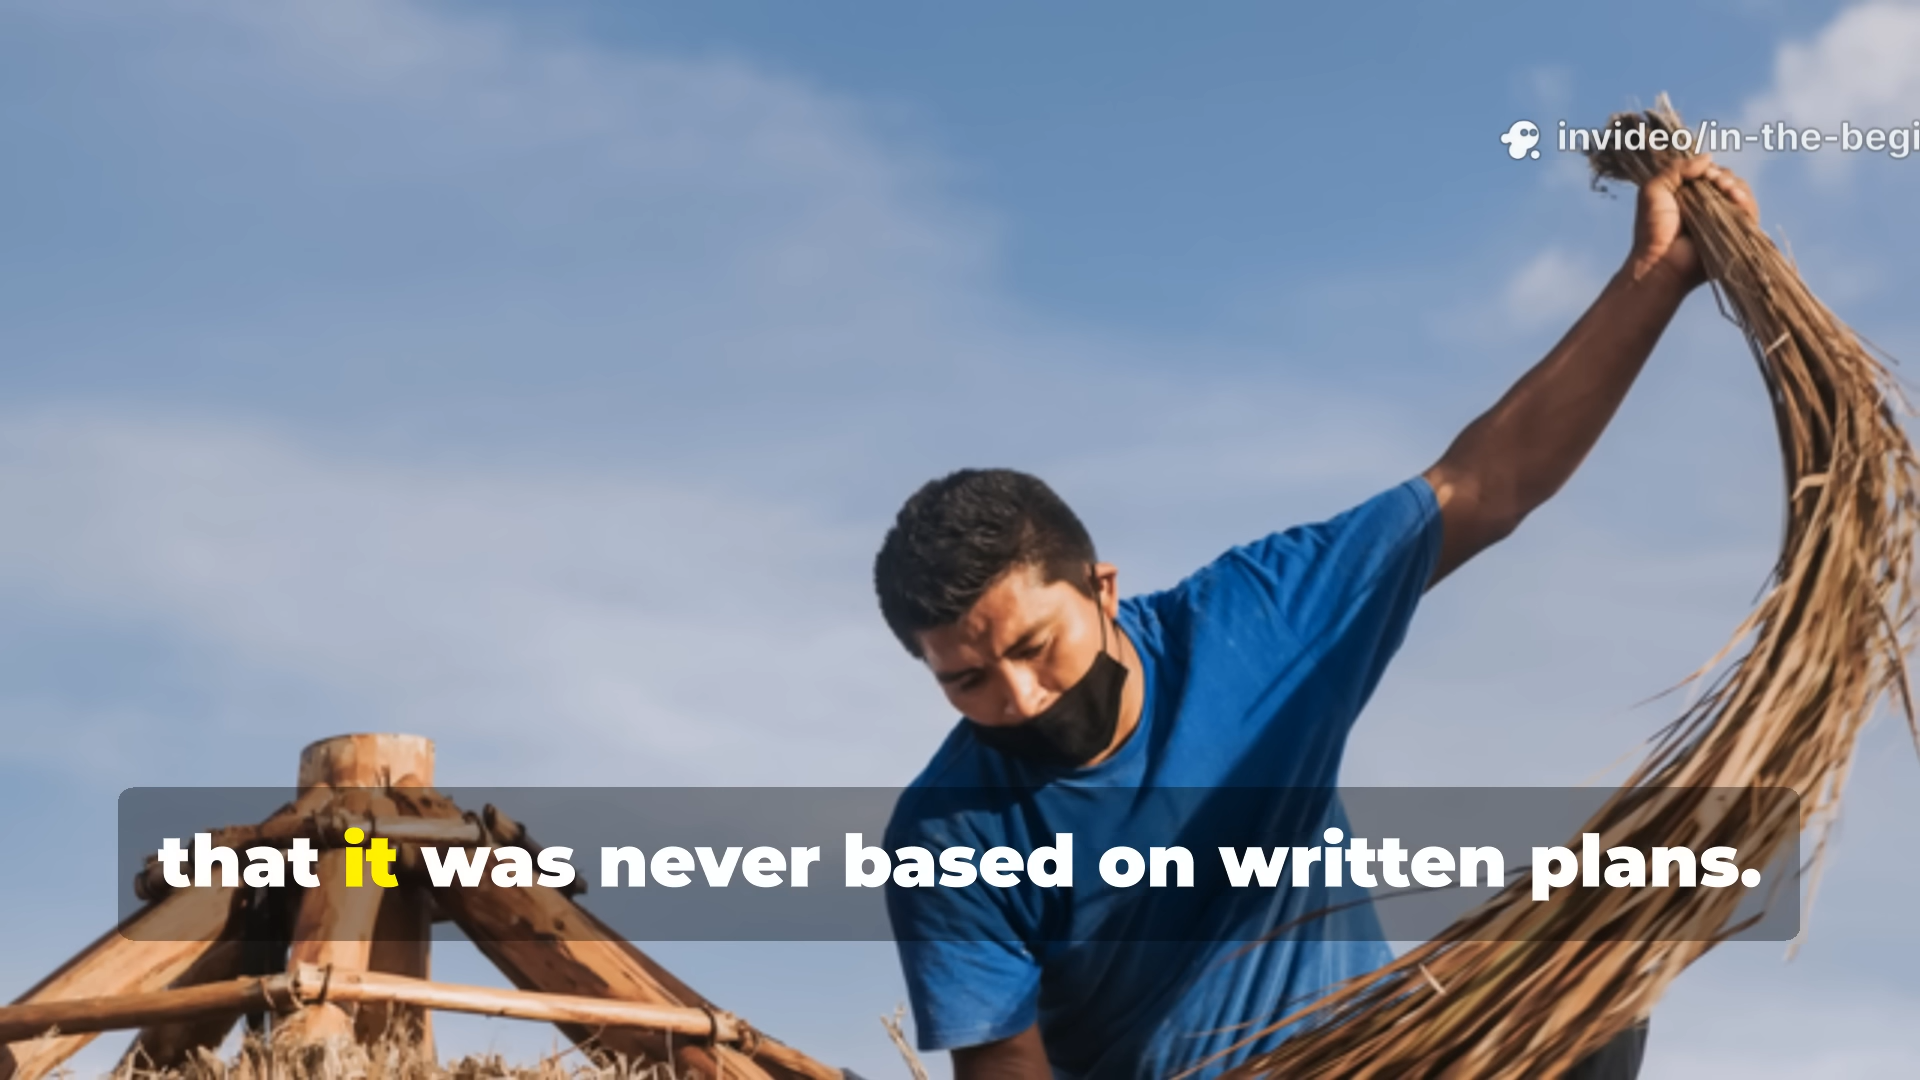 invideo/in-the-begi
that it was never based on written plans.